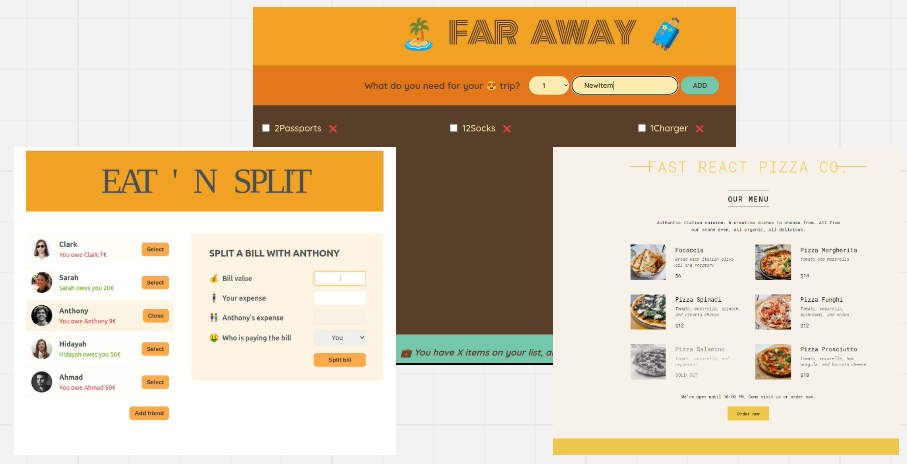 FAR AWAY
What do you need for your 😍 trip?
1
NewItem
ADD
2Passports ❌
12Socks ❌
1Charger ❌
You have X items on your list,
EAT ' N SPLIT
Clark
You owe Clark 7€
Select
Sarah
Sarah owes you 20€
Select
Anthony
You owe Anthony 9€
Close
Hidayah
Hidayah owes you 50€
Select
Ahmad
You owe Ahmad 50€
Select
Add friend
SPLIT A BILL WITH ANTHONY
Bill value
Your expense
Anthony's expense
Who is paying the bill
You
Split bill
FAST REACT PIZZA CO.
OUR MENU
Authentic Italian cuisine. 6 creative dishes to choose from. All from
our stone oven, all organic, all delicious.
Focaccia
Bread with italian olive
oil and rosemary
$6
Pizza Margherita
Tomato and mozzarella
$10
Pizza Spinaci
Tomato, mozzarella, spinach,
and ricotta cheese
$12
Pizza Funghi
Tomato, mozzarella,
mushrooms, and onion
$12
Pizza Salamino
Tomato, mozzarella, and
pepperoni
SOLD OUT
Pizza Prosciutto
Tomato, mozzarella, ham,
aragula, and burrata cheese
$18
We're open until
Come visit us or order now.
Order now